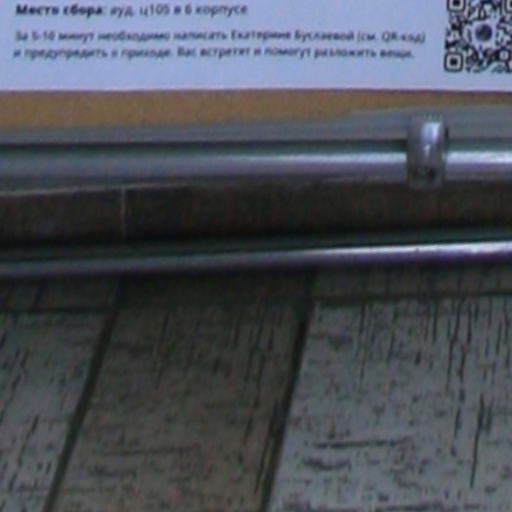 Место сбора: ауд. ц105 в 6 корпусе
За 5-10 минут необходимо написать Екатерине Буслаевой (см. QR-код)
и предупредить о приходе. Вас встретят и помогут разложить вещи.